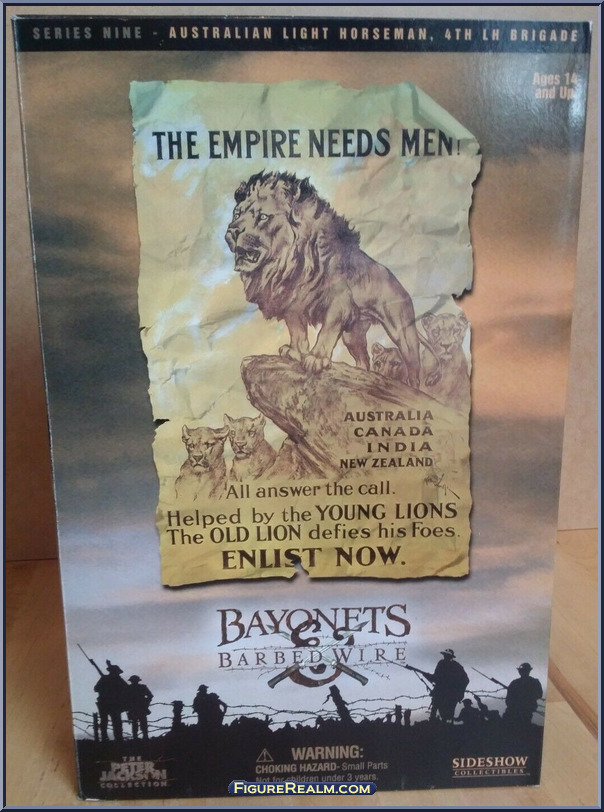 SERIES NINE - AUSTRALIAN LIGHT HORSEMAN, 4TH LH BRIGADE
Ages 14
and Up
THE EMPIRE NEEDS MEN!
AUSTRALIA
CANADA
INDIA
NEW ZEALAND
All answer the call.
Helped by the YOUNG LIONS
The OLD LION defies his Foes.
ENLIST NOW.
BAYONETS
&
BARBED WIRE
THE
PETER
JACKSON
COLLECTION
WARNING:
CHOKING HAZARD- Small Parts
Not for children under 3 years.
SIDESHOW
COLLECTIBLES
FIGUREREALM.COM